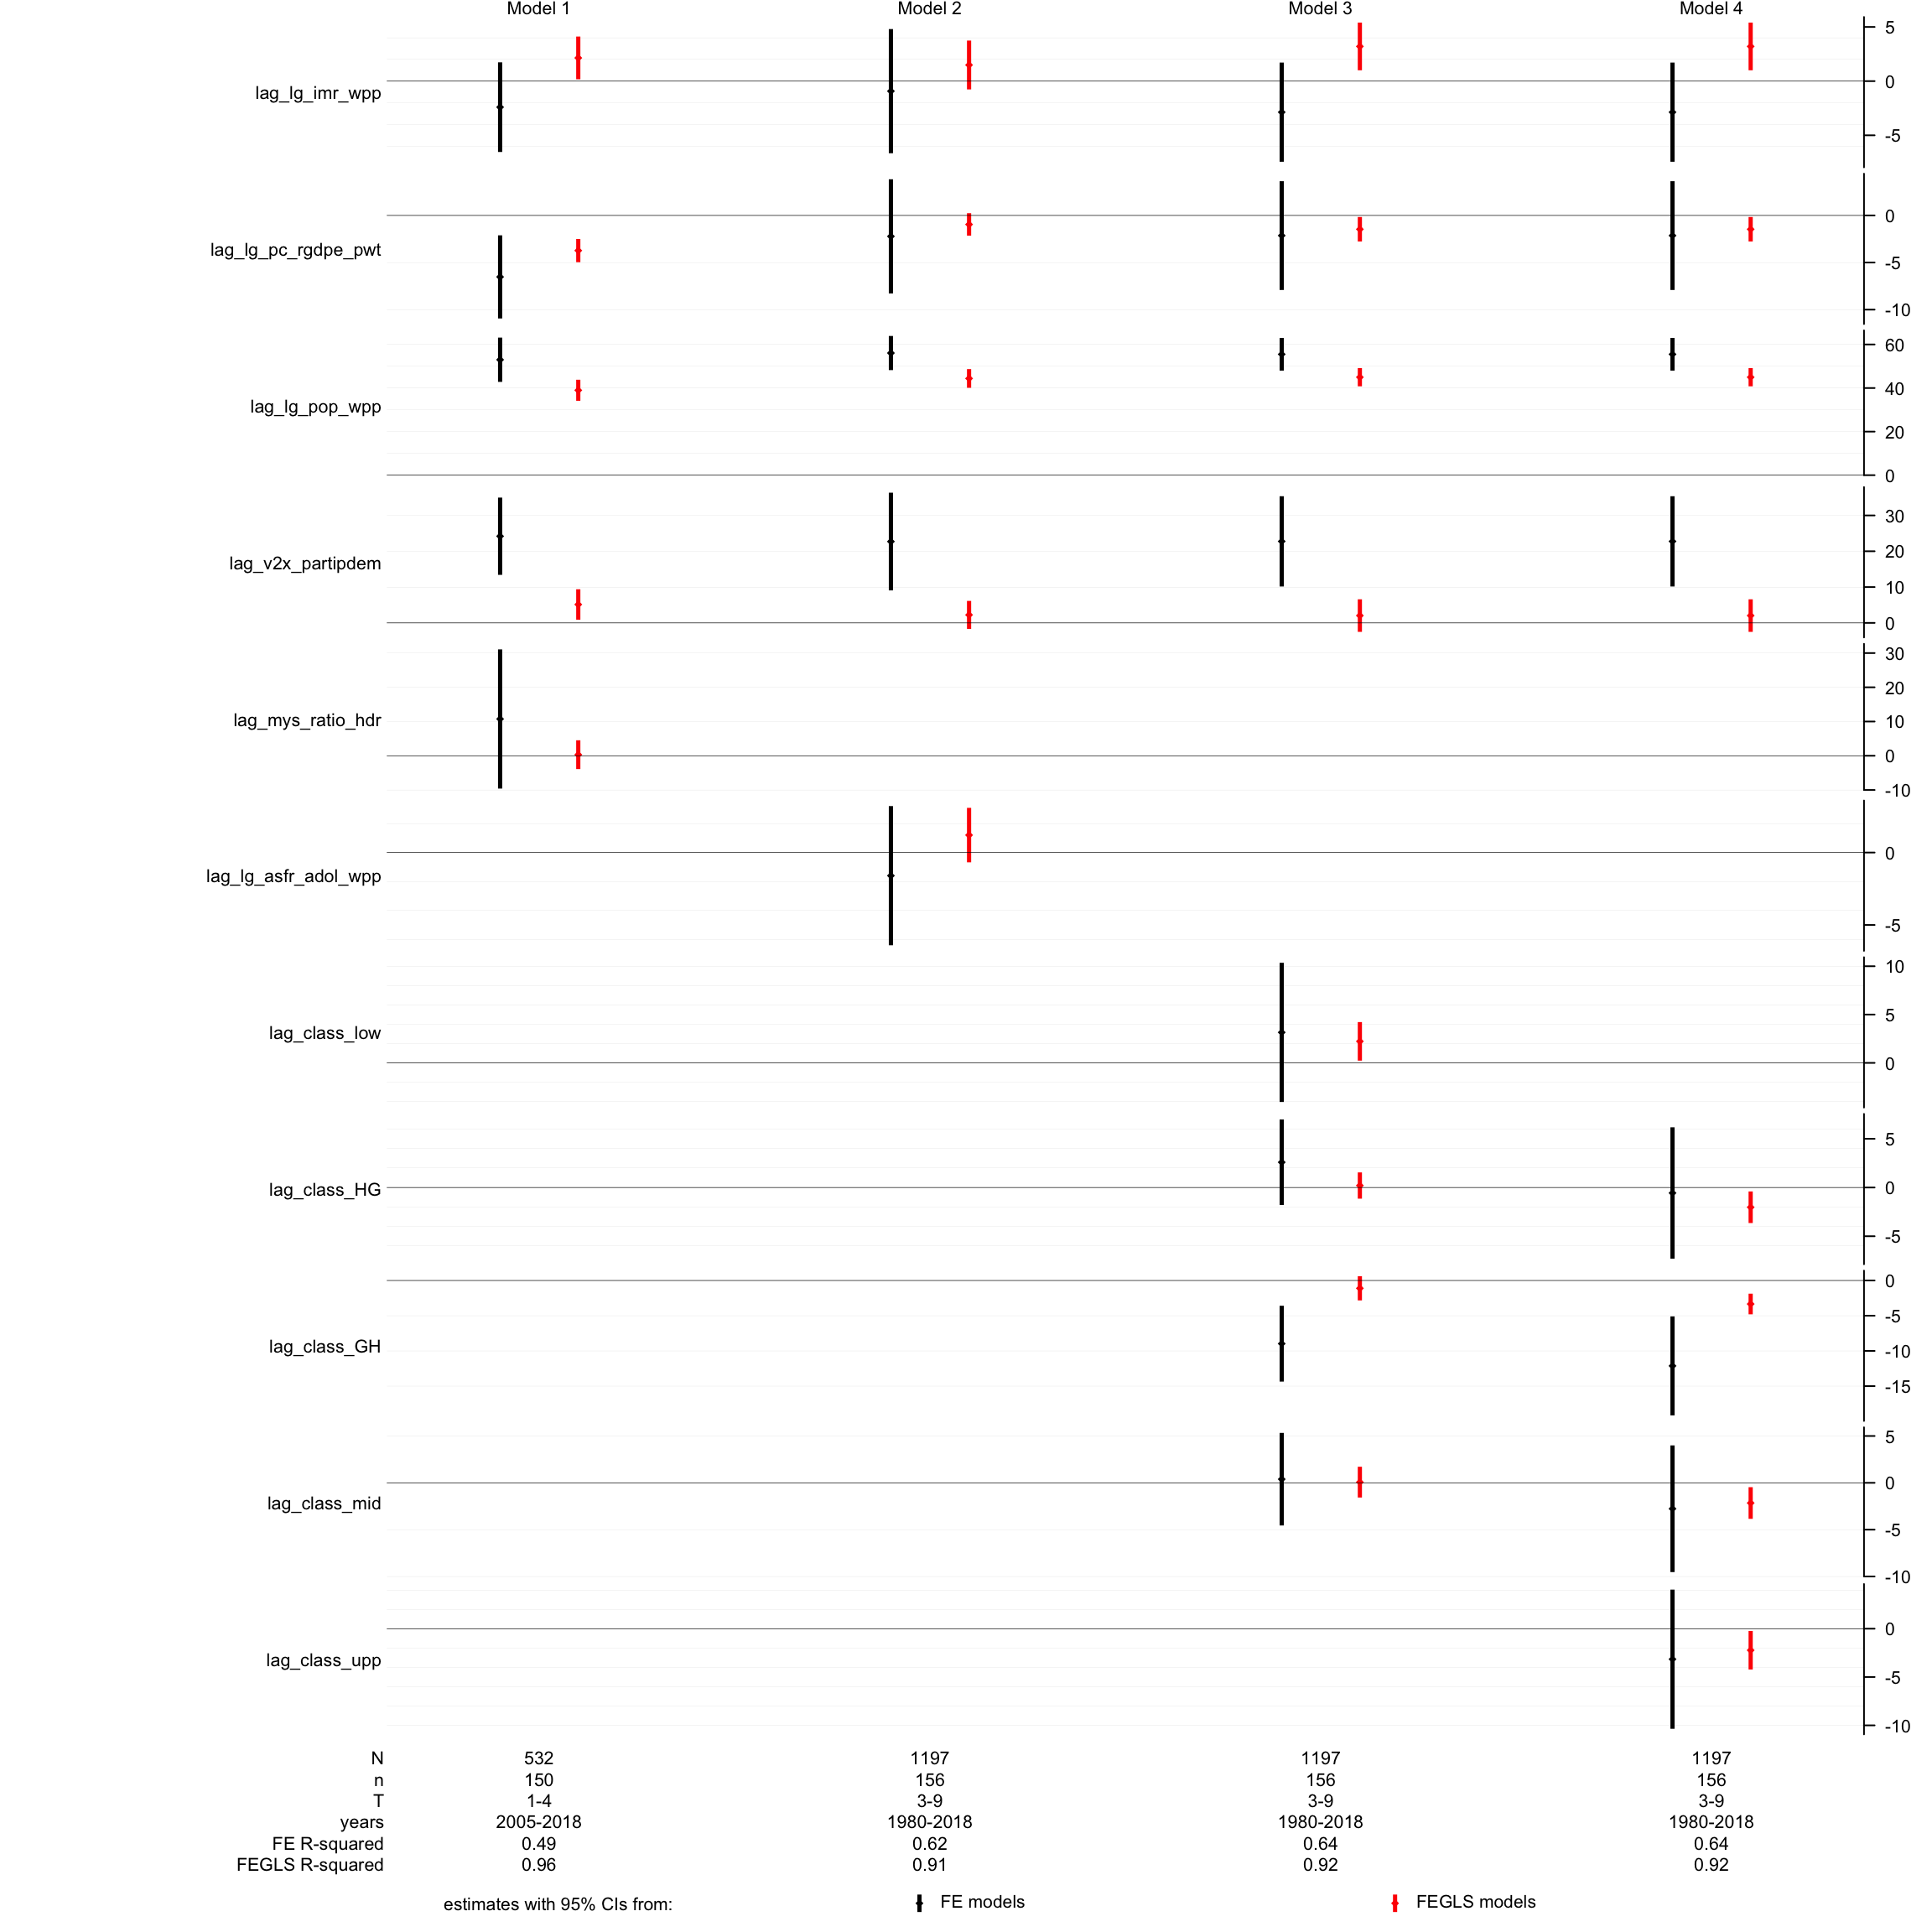 Model 1 Model 2 Model 3 Model 4
lag_lg_imr_wpp
5
0
-5
lag_lg_pc_rgdpe_pwt
0
-5
-10
lag_lg_pop_wpp
60
40
20
0
lag_v2x_partipdem
30
20
10
0
lag_mys_ratio_hdr
30
20
10
0
-10
lag_lg_asfr_adol_wpp
0
-5
lag_class_low
10
5
0
lag_class_HG
5
0
-5
lag_class_GH
0
-5
-10
-15
lag_class_mid
5
0
-5
-10
lag_class_upp
0
-5
-10
N 532 1197 1197 1197
n 150 156 156 156
T 1-4 3-9 3-9 3-9
years 2005-2018 1980-2018 1980-2018 1980-2018
FE R-squared 0.49 0.62 0.64 0.64
FEGLS R-squared 0.96 0.91 0.92 0.92
estimates with 95% CIs from: FE models FEGLS models